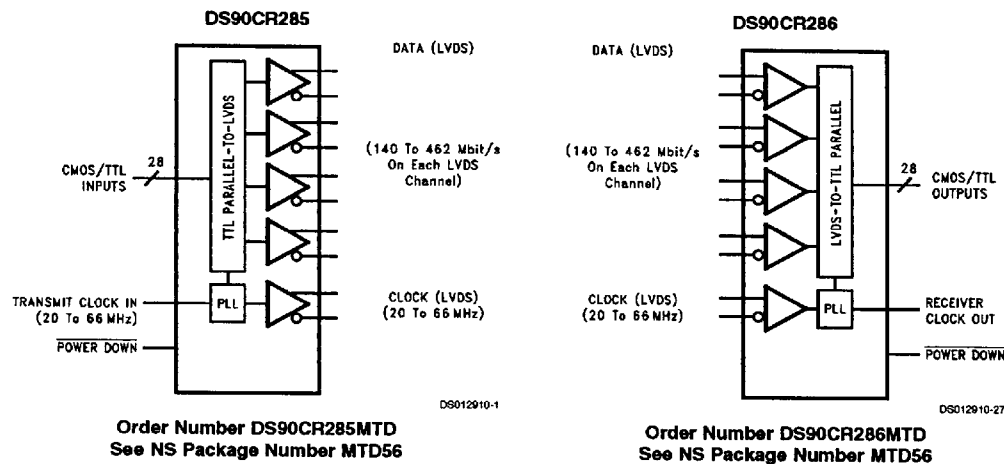 DS90CR285
DATA (LVDS)
TTL PARALLEL-TO-LVDS
28
CMOS/TTL
INPUTS
(140 To 462 Mbit/s
On Each LVDS
Channel)
TRANSMIT CLOCK IN
(20 To 66 MHz)
PLL
CLOCK (LVDS)
(20 To 66 MHz)
POWER DOWN
DS012910-1
Order Number DS90CR285MTD
See NS Package Number MTD56
DS90CR286
DATA (LVDS)
(140 To 462 Mbit/s
On Each LVDS
Channel)
LVDS-TO-TTL PARALLEL
28
CMOS/TTL
OUTPUTS
CLOCK (LVDS)
(20 To 66 MHz)
PLL
RECEIVER
CLOCK OUT
POWER DOWN
DS012910-27
Order Number DS90CR286MTD
See NS Package Number MTD56